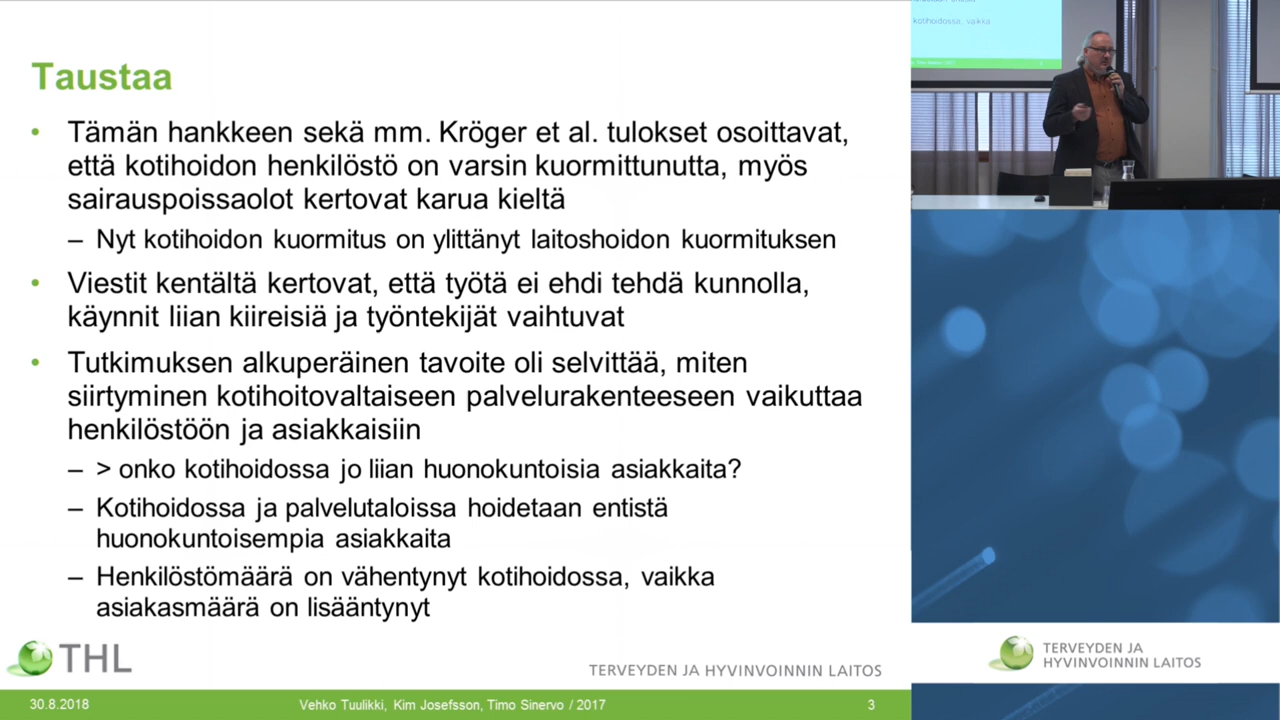 Taustaa
• Tämän hankkeen sekä mm. Kröger et al. tulokset osoittavat,
että kotihoidon henkilöstö on varsin kuormittunutta, myös
sairauspoissaolot kertovat karua kieltä
– Nyt kotihoidon kuormitus on ylittänyt laitoshoidon kuormituksen
• Viestit kentältä kertovat, että työtä ei ehdi tehdä kunnolla,
käynnit liian kiireisiä ja työntekijät vaihtuvat
• Tutkimuksen alkuperäinen tavoite oli selvittää, miten
siirtyminen kotihoitovaltaiseen palvelurakenteeseen vaikuttaa
henkilöstöön ja asiakkaisiin
– > onko kotihoidossa jo liian huonokuntoisia asiakkaita?
– Kotihoidossa ja palvelutaloissa hoidetaan entistä
huonokuntoisempia asiakkaita
– Henkilöstömäärä on vähentynyt kotihoidossa, vaikka
asiakasmäärä on lisääntynyt
THL
TERVEYDEN JA HYVINVOINNIN LAITOS
30.8.2018
Vehko Tuulikki, Kim Josefsson, Timo Sinervo / 2017
3
kotihoidossa, vaikka
TERVEYDEN JA
HYVINVOINNIN LAITOS